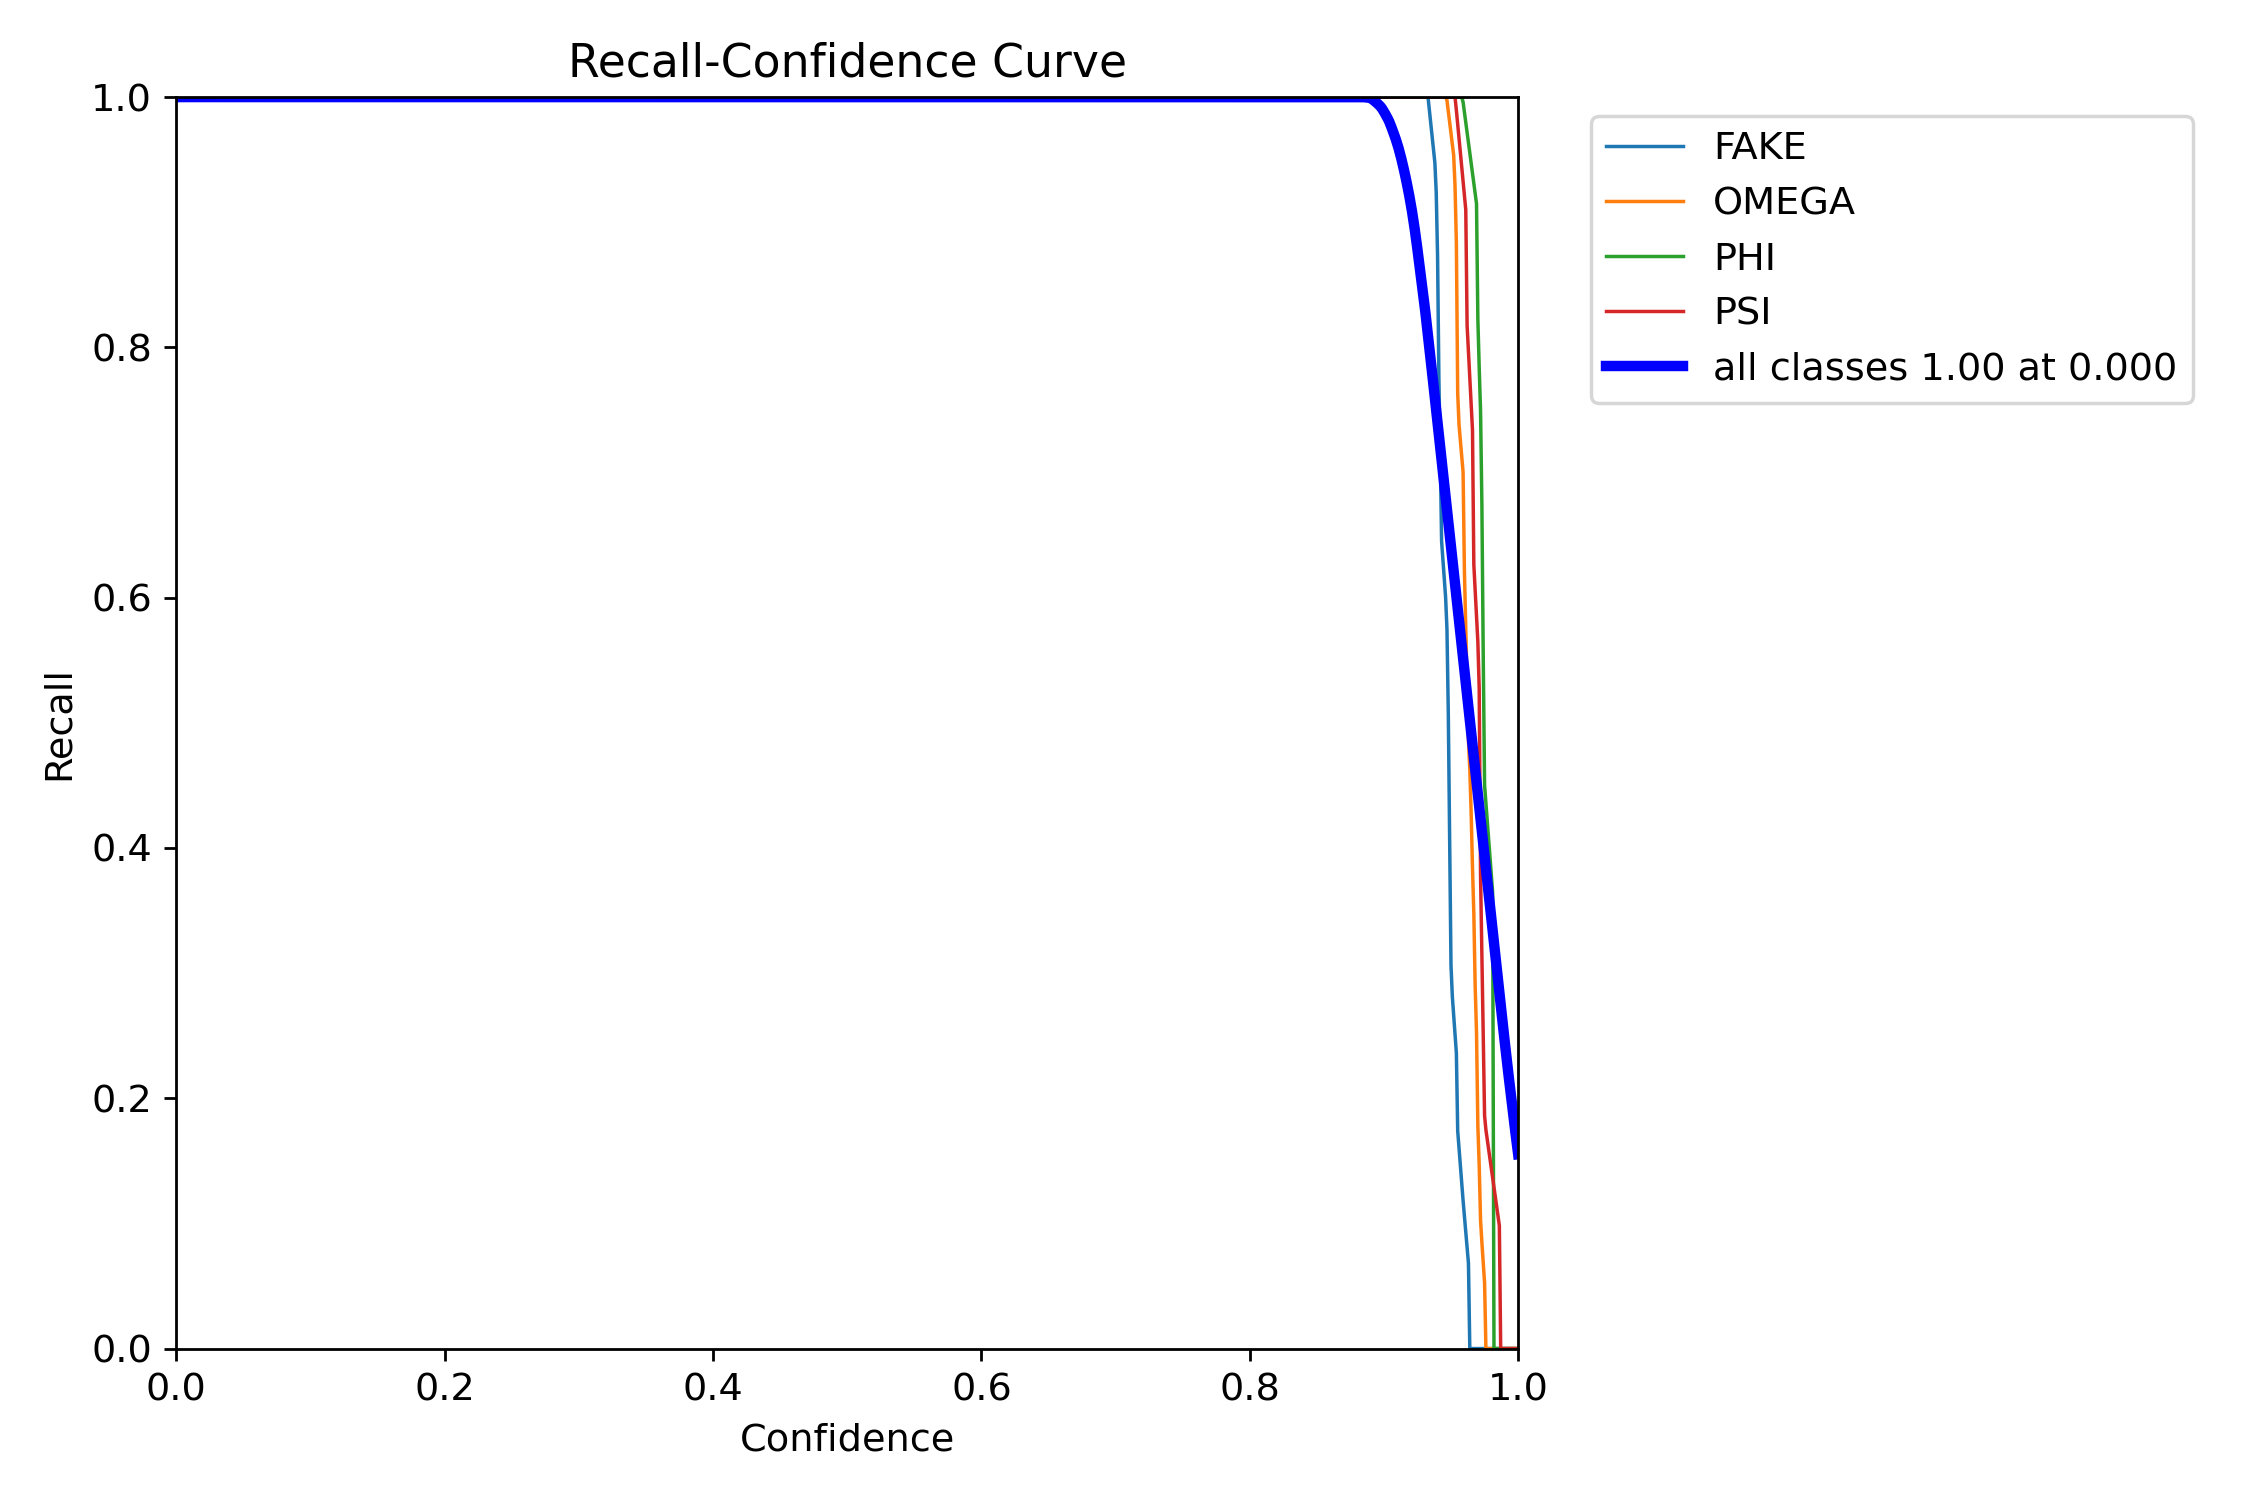 Recall-Confidence Curve
1.0
0.8
0.6
0.4
0.2
0.0
Recall
0.0 0.2 0.4 0.6 0.8 1.0
Confidence
FAKE
OMEGA
PHI
PSI
all classes 1.00 at 0.000